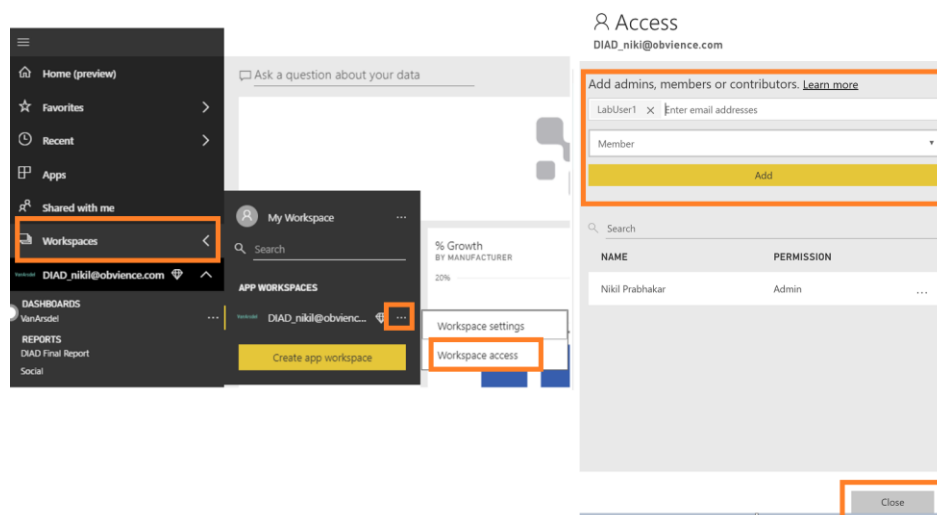 Home (preview)
Favorites
Recent
Apps
Shared with me
Workspaces
DIAD_nikil@obvience.com
DASHBOARDS
VanArsdel
...
REPORTS
DIAD Final Report
Social
Ask a question about your data
My Workspace
...
Search
APP WORKSPACES
DIAD_nikil@obvienc...
...
Create app workspace
% Growth
BY MANUFACTURER
20%
Workspace settings
Workspace access
Access
DIAD_niki@obvience.com
Add admins, members or contributors. Learn more
LabUser1 × Enter email addresses
Member
Add
Search
NAME PERMISSION
Nikil Prabhakar Admin ...
Close